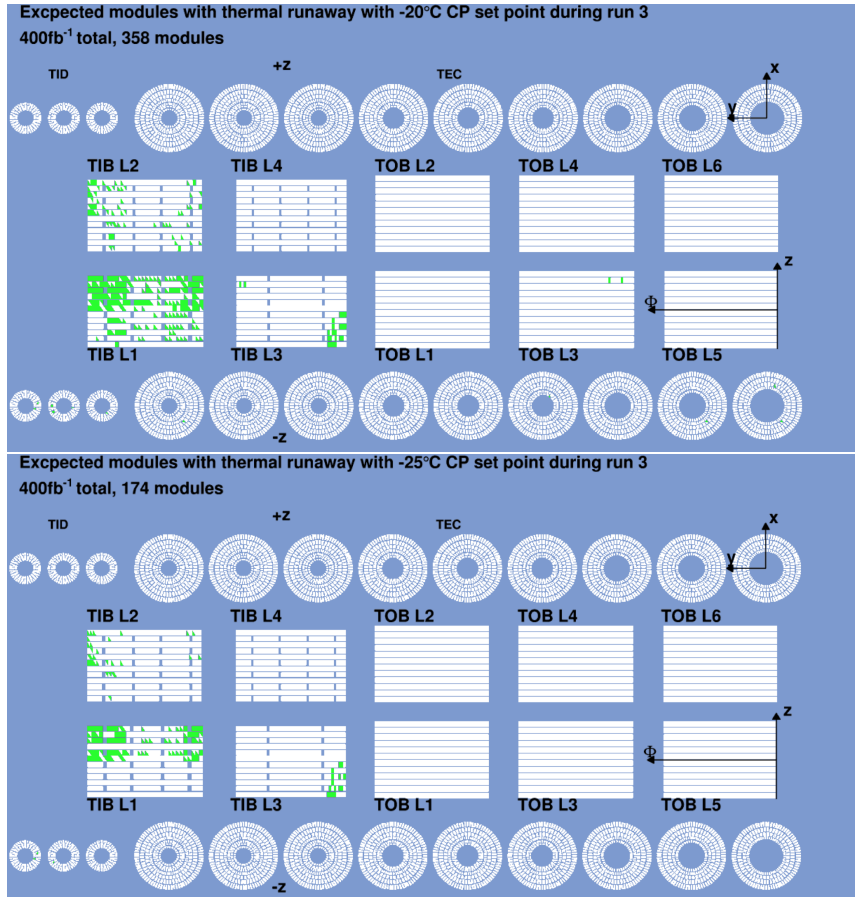 Excpected modules with thermal runaway with -20°C CP set point during run 3
400fb⁻¹ total, 358 modules
+z
TID TEC x
y
TIB L2 TIB L4 TOB L2 TOB L4 TOB L6
z
Φ
TIB L1 TIB L3 TOB L1 TOB L3 TOB L5
-z
Excpected modules with thermal runaway with -25°C CP set point during run 3
400fb⁻¹ total, 174 modules
+z
TID TEC x
y
TIB L2 TIB L4 TOB L2 TOB L4 TOB L6
z
Φ
TIB L1 TIB L3 TOB L1 TOB L3 TOB L5
-z